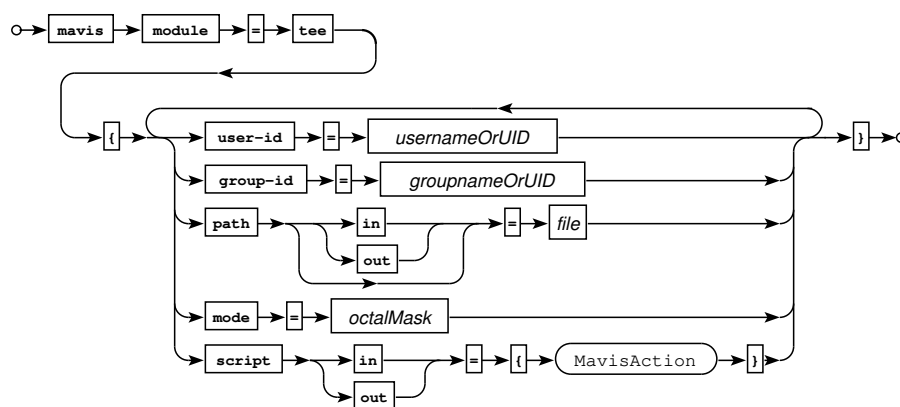 mavis module = tee
{ user-id = usernameOrUID }
group-id = groupnameOrUID
path in = file
out
mode = octalMask
script in = { MavisAction }
out